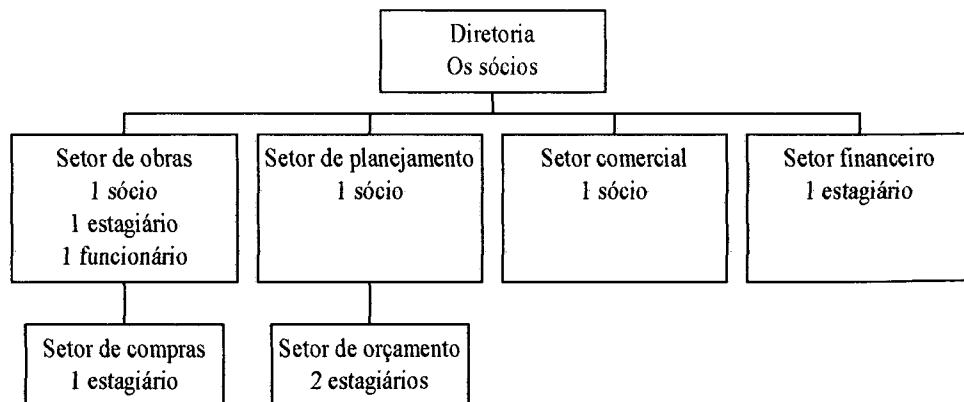 Diretoria
Os sócios
Setor de obras
1 sócio
1 estagiário
1 funcionário
Setor de planejamento
1 sócio
Setor comercial
1 sócio
Setor financeiro
1 estagiário
Setor de compras
1 estagiário
Setor de orçamento
2 estagiários